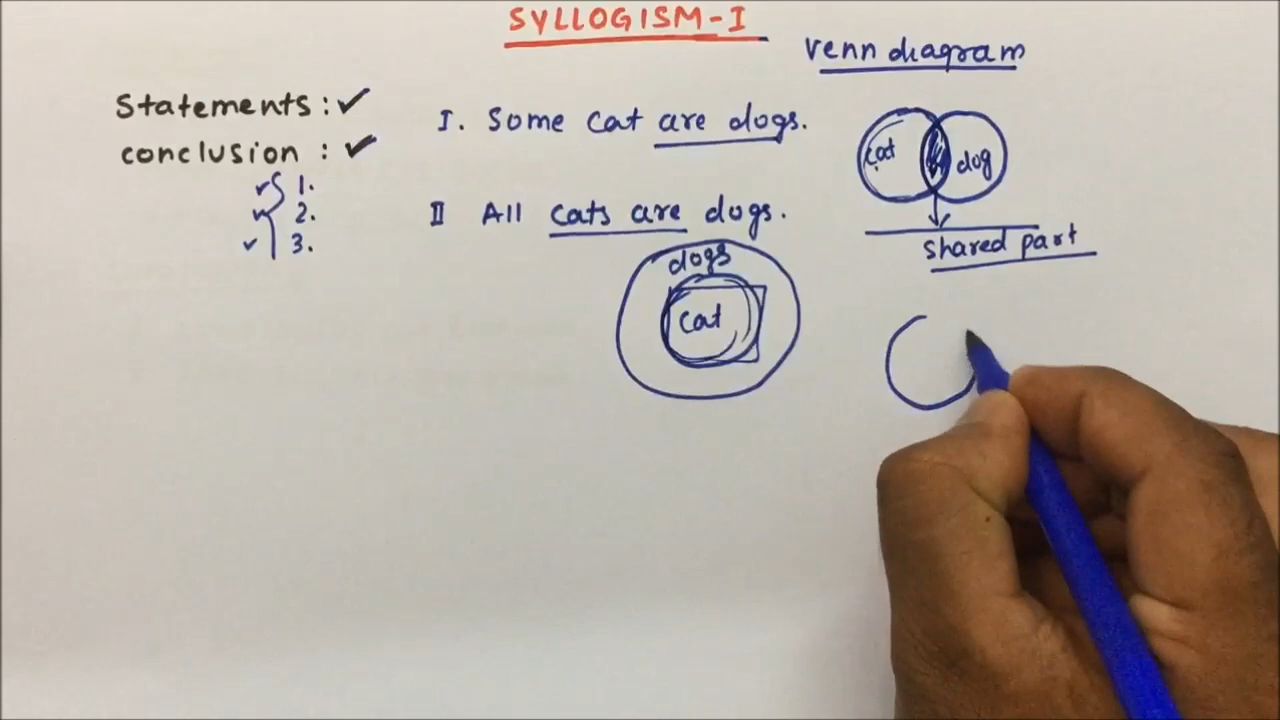 SYLLOGISM-I
Venn diagram
Statements : ✓
conclusion : ✓
1.
2.
3.
I. Some cat are dogs.
cat
dog
shared part
II All cats are dogs.
dogs
cat